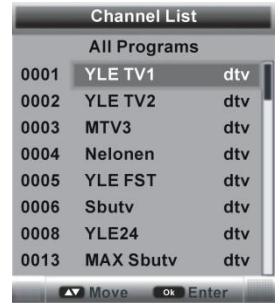 Channel List
All Programs
0001 YLE TV1 dtv
0002 YLE TV2 dtv
0003 MTV3 dtv
0004 Nelonen dtv
0005 YLE FST dtv
0006 Sbutv dtv
0008 YLE24 dtv
0013 MAX Sbutv dtv
Move Ok Enter